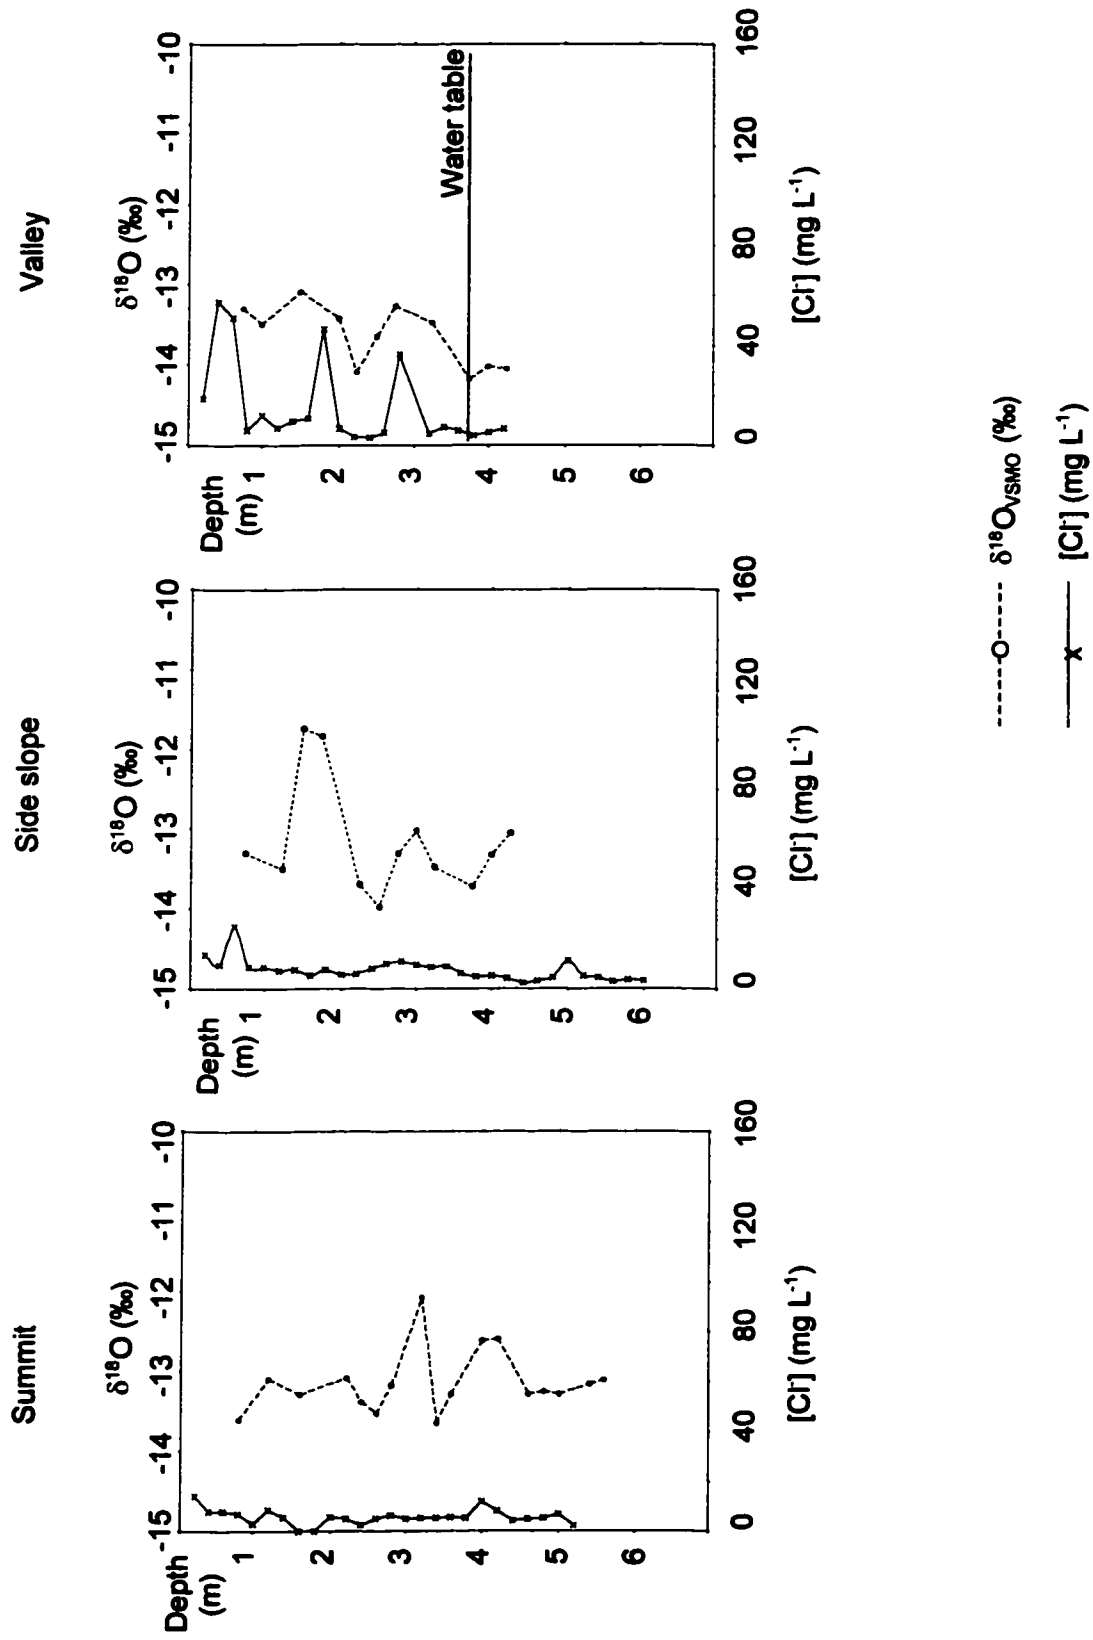 Summit
δ¹⁸O (‰)
-15 -14 -13 -12 -11 -10
Depth
(m)
1
2
3
4
5
6
0 40 80 120 160
[Cl⁻] (mg L⁻¹)
Side slope
δ¹⁸O (‰)
-15 -14 -13 -12 -11 -10
Depth
(m) 1
2
3
4
5
6
0 40 80 120 160
[Cl⁻] (mg L⁻¹)
Valley
δ¹⁸O (‰)
-15 -14 -13 -12 -11 -10
Depth
(m) 1
2
3
4
5
6
Water table
0 40 80 120 160
[Cl⁻] (mg L⁻¹)
δ¹⁸O VSMO (‰)
[Cl⁻] (mg L⁻¹)